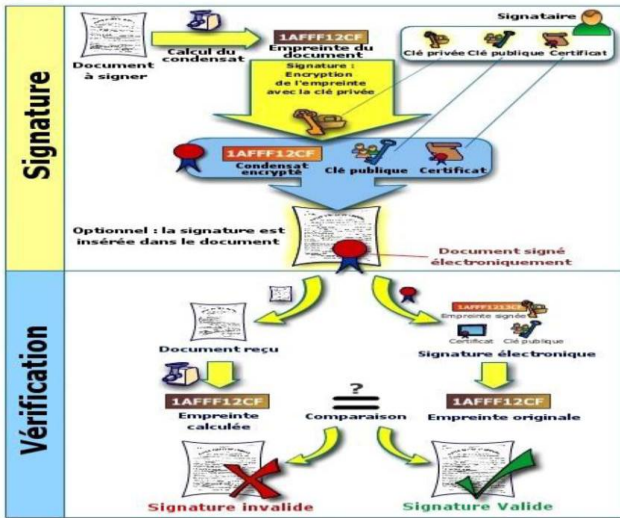 Signature
Signataire
Document
à signer
Calcul du
condensat
1AFFF12CF
Empreinte du
document
Clé privée Clé publique Certificat
Signature :
Encryption
de l'empreinte
avec la clé privée
1AFFF12CF
Condensat
encrypté
Clé publique
Certificat
Optionnel : la signature est
insérée dans le document
Document signé
électroniquement
Vérification
Document reçu
1AFFF1213CF
Empreinte signée
Certificat
Clé publique
Signature électronique
1AFFF12CF
Empreinte
calculée
?
=
Comparaison
1AFFF12CF
Empreinte originale
Signature invalide
Signature Valide